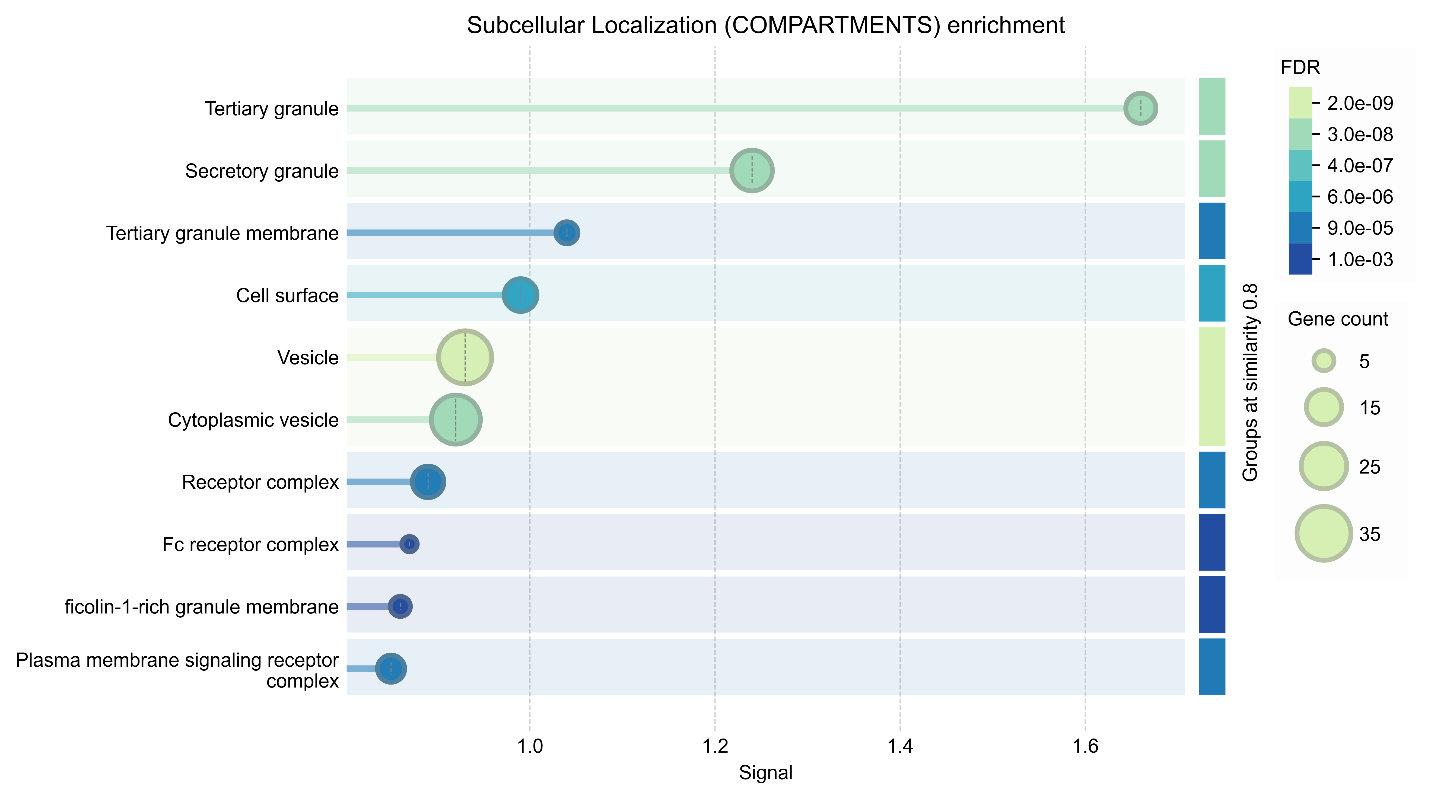 Subcellular Localization (COMPARTMENTS) enrichment
Tertiary granule
Secretory granule
Tertiary granule membrane
Cell surface
Vesicle
Cytoplasmic vesicle
Receptor complex
Fc receptor complex
ficolin-1-rich granule membrane
Plasma membrane signaling receptor
complex
1.0
1.2
1.4
1.6
Signal
Groups at similarity 0.8
FDR
2.0e-09
3.0e-08
4.0e-07
6.0e-06
9.0e-05
1.0e-03
Gene count
5
15
25
35